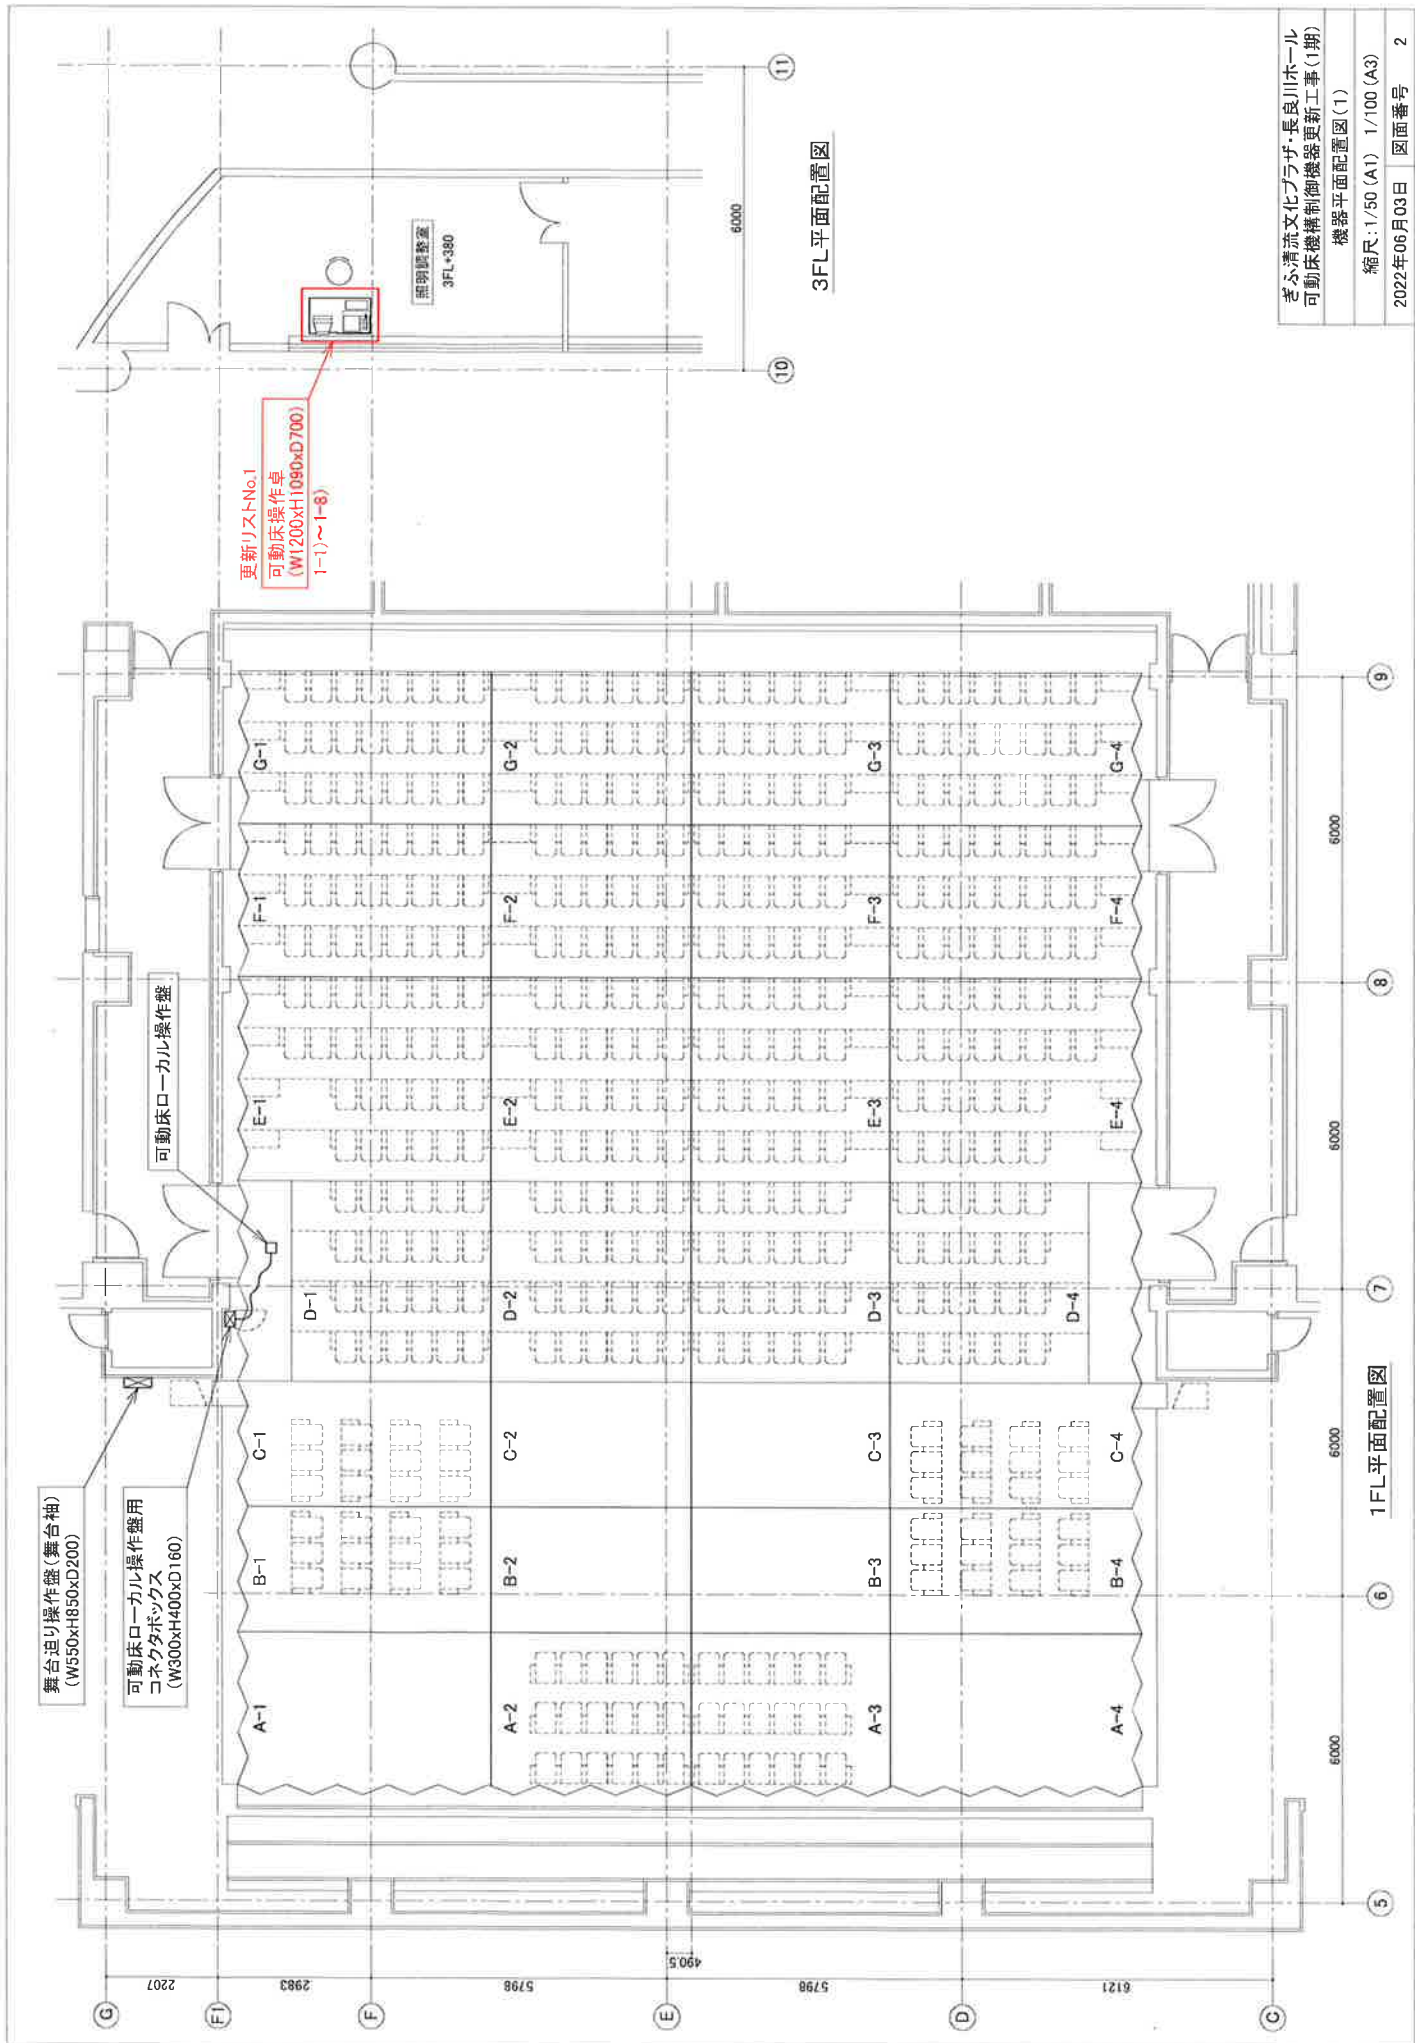 舞台迫り操作盤(舞台袖)
(W550xH850xD200)
可動床ローカル操作盤用
コネクタボックス
(W300xH400xD160)
可動床ローカル操作盤
更新リストNo.1
可動床操作卓
(W1200xH1090xD700)
1-1)～1-8)
照明調整室
3FL+380
6000
10
11
3FL平面配置図
G
F1
F
E
D
C
2207
2983
5798
490.5
5798
6121
A-1
B-1
C-1
D-1
E-1
F-1
G-1
A-2
B-2
C-2
D-2
E-2
F-2
G-2
A-3
B-3
C-3
D-3
E-3
F-3
G-3
A-4
B-4
C-4
D-4
E-4
F-4
G-4
6000
6000
6000
6000
5
6
7
8
9
1FL平面配置図
ぎふ清流文化プラザ・長良川ホール
可動床機構制御機器更新工事(1期)
機器平面配置図(1)
縮尺:1/50 (A1) 1/100 (A3)
2022年06月03日 図面番号 2